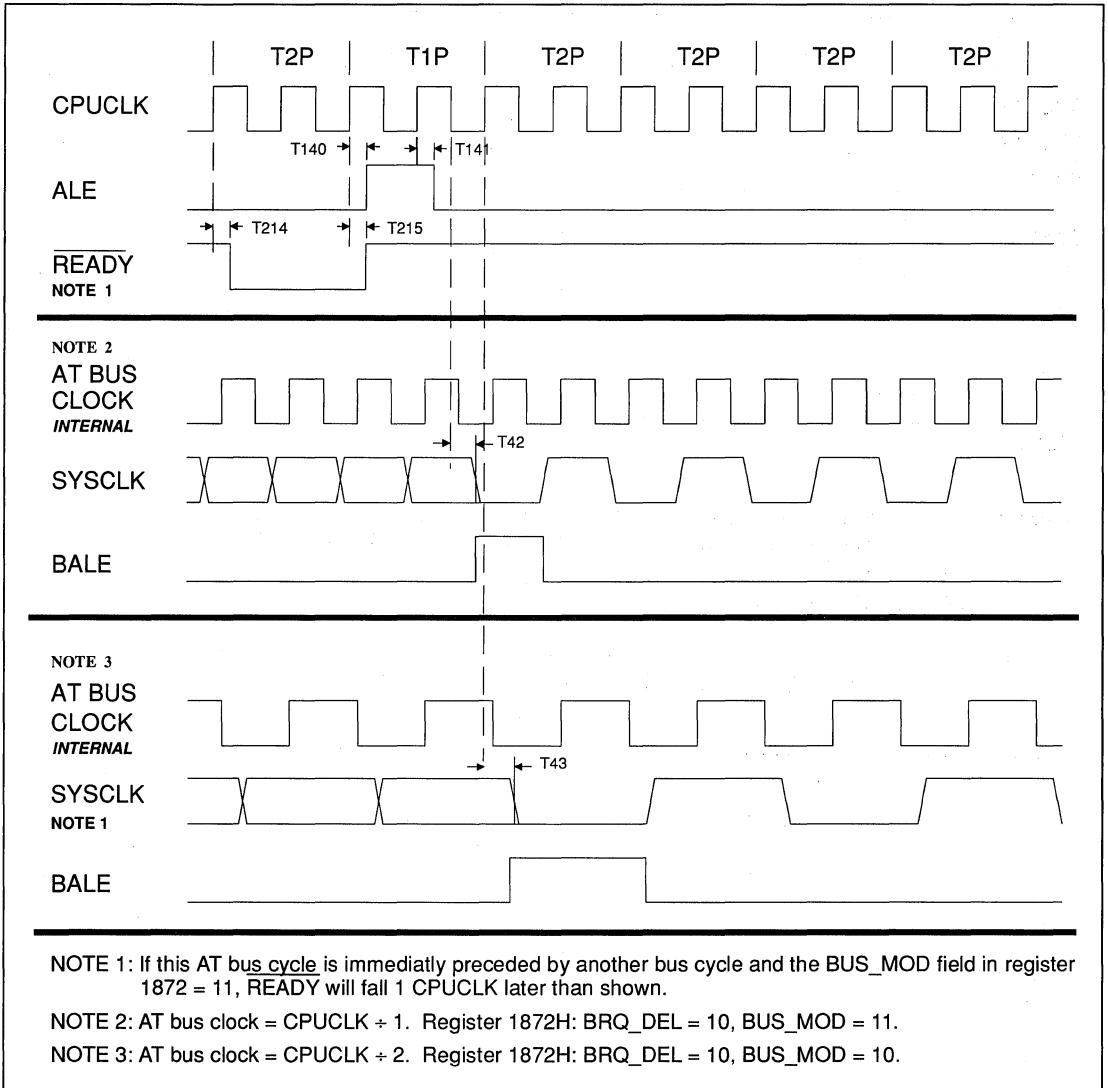 T2P T1P T2P T2P T2P T2P
CPUCLK
T140 T141
ALE
T214 T215
READY
NOTE 1
NOTE 2
AT BUS
CLOCK
INTERNAL
T42
SYSCLK
BALE
NOTE 3
AT BUS
CLOCK
INTERNAL
T43
SYSCLK
NOTE 1
BALE
NOTE 1: If this AT bus cycle is immediatly preceded by another bus cycle and the BUS_MOD field in register
1872 = 11, READY will fall 1 CPUCLK later than shown.
NOTE 2: AT bus clock = CPUCLK ÷ 1. Register 1872H: BRQ_DEL = 10, BUS_MOD = 11.
NOTE 3: AT bus clock = CPUCLK ÷ 2. Register 1872H: BRQ_DEL = 10, BUS_MOD = 10.